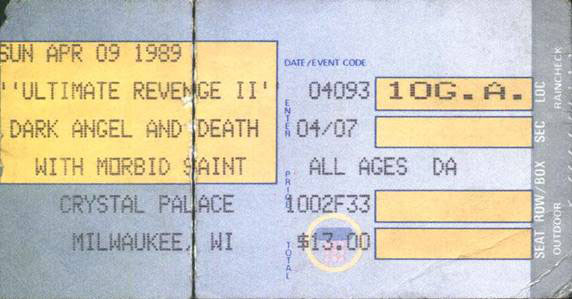 SUN APR 09 1989
"ULTIMATE REVENGE II"
DARK ANGEL AND DEATH
WITH MORBID SAINT
CRYSTAL PALACE
MILWAUKEE, WI
DATE/EVENT CODE
04093
04/07
ALL AGES DA
1002F33
$13.00
ENTER
PRICE
TOTAL
10G.A.
LOC
SEC
ROW/BOX
SEAT
RAINCHECK
OUTDOOR